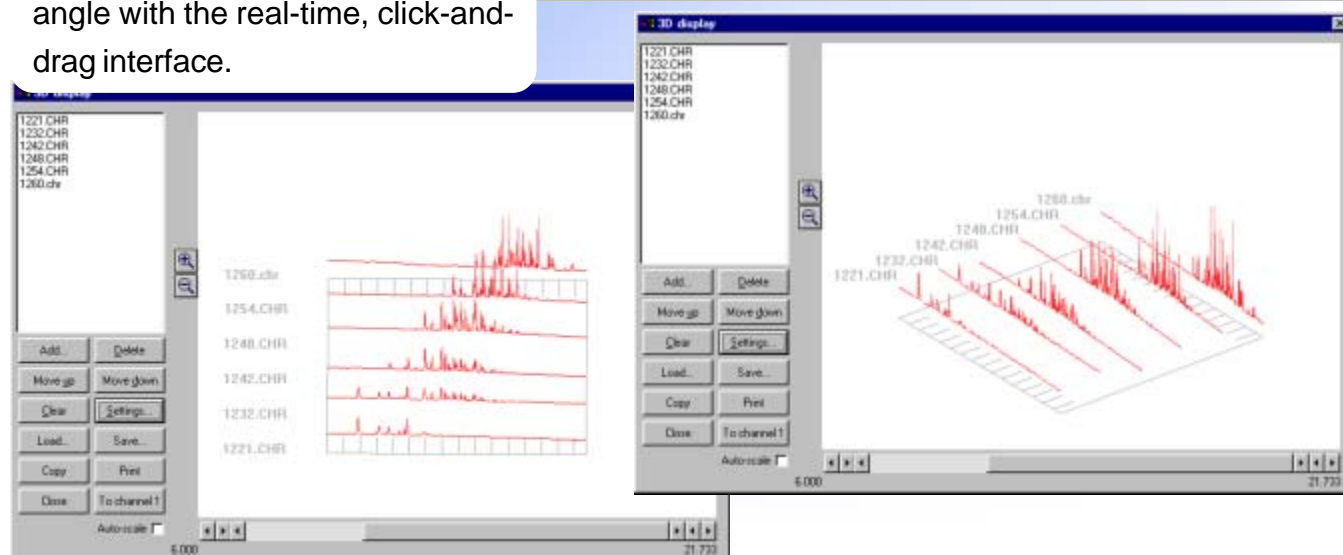 angle with the real-time, click-and-
drag interface.
3D display
1221.CHR
1232.CHR
1242.CHR
1248.CHR
1254.CHR
1260.chr
1260.chr
1254.CHR
1248.CHR
1242.CHR
1232.CHR
1221.CHR
Add... Delete
Move up Move down
Clear Settings...
Load... Save...
Copy Print
Close To channel 1
Auto-scale
6.000 21.733
3D display
1221.CHR
1232.CHR
1242.CHR
1248.CHR
1254.CHR
1260.chr
1260.chr
1254.CHR
1248.CHR
1242.CHR
1232.CHR
1221.CHR
Add... Delete
Move up Move down
Clear Settings...
Load... Save...
Copy Print
Close To channel 1
Auto-scale
6.000 21.733